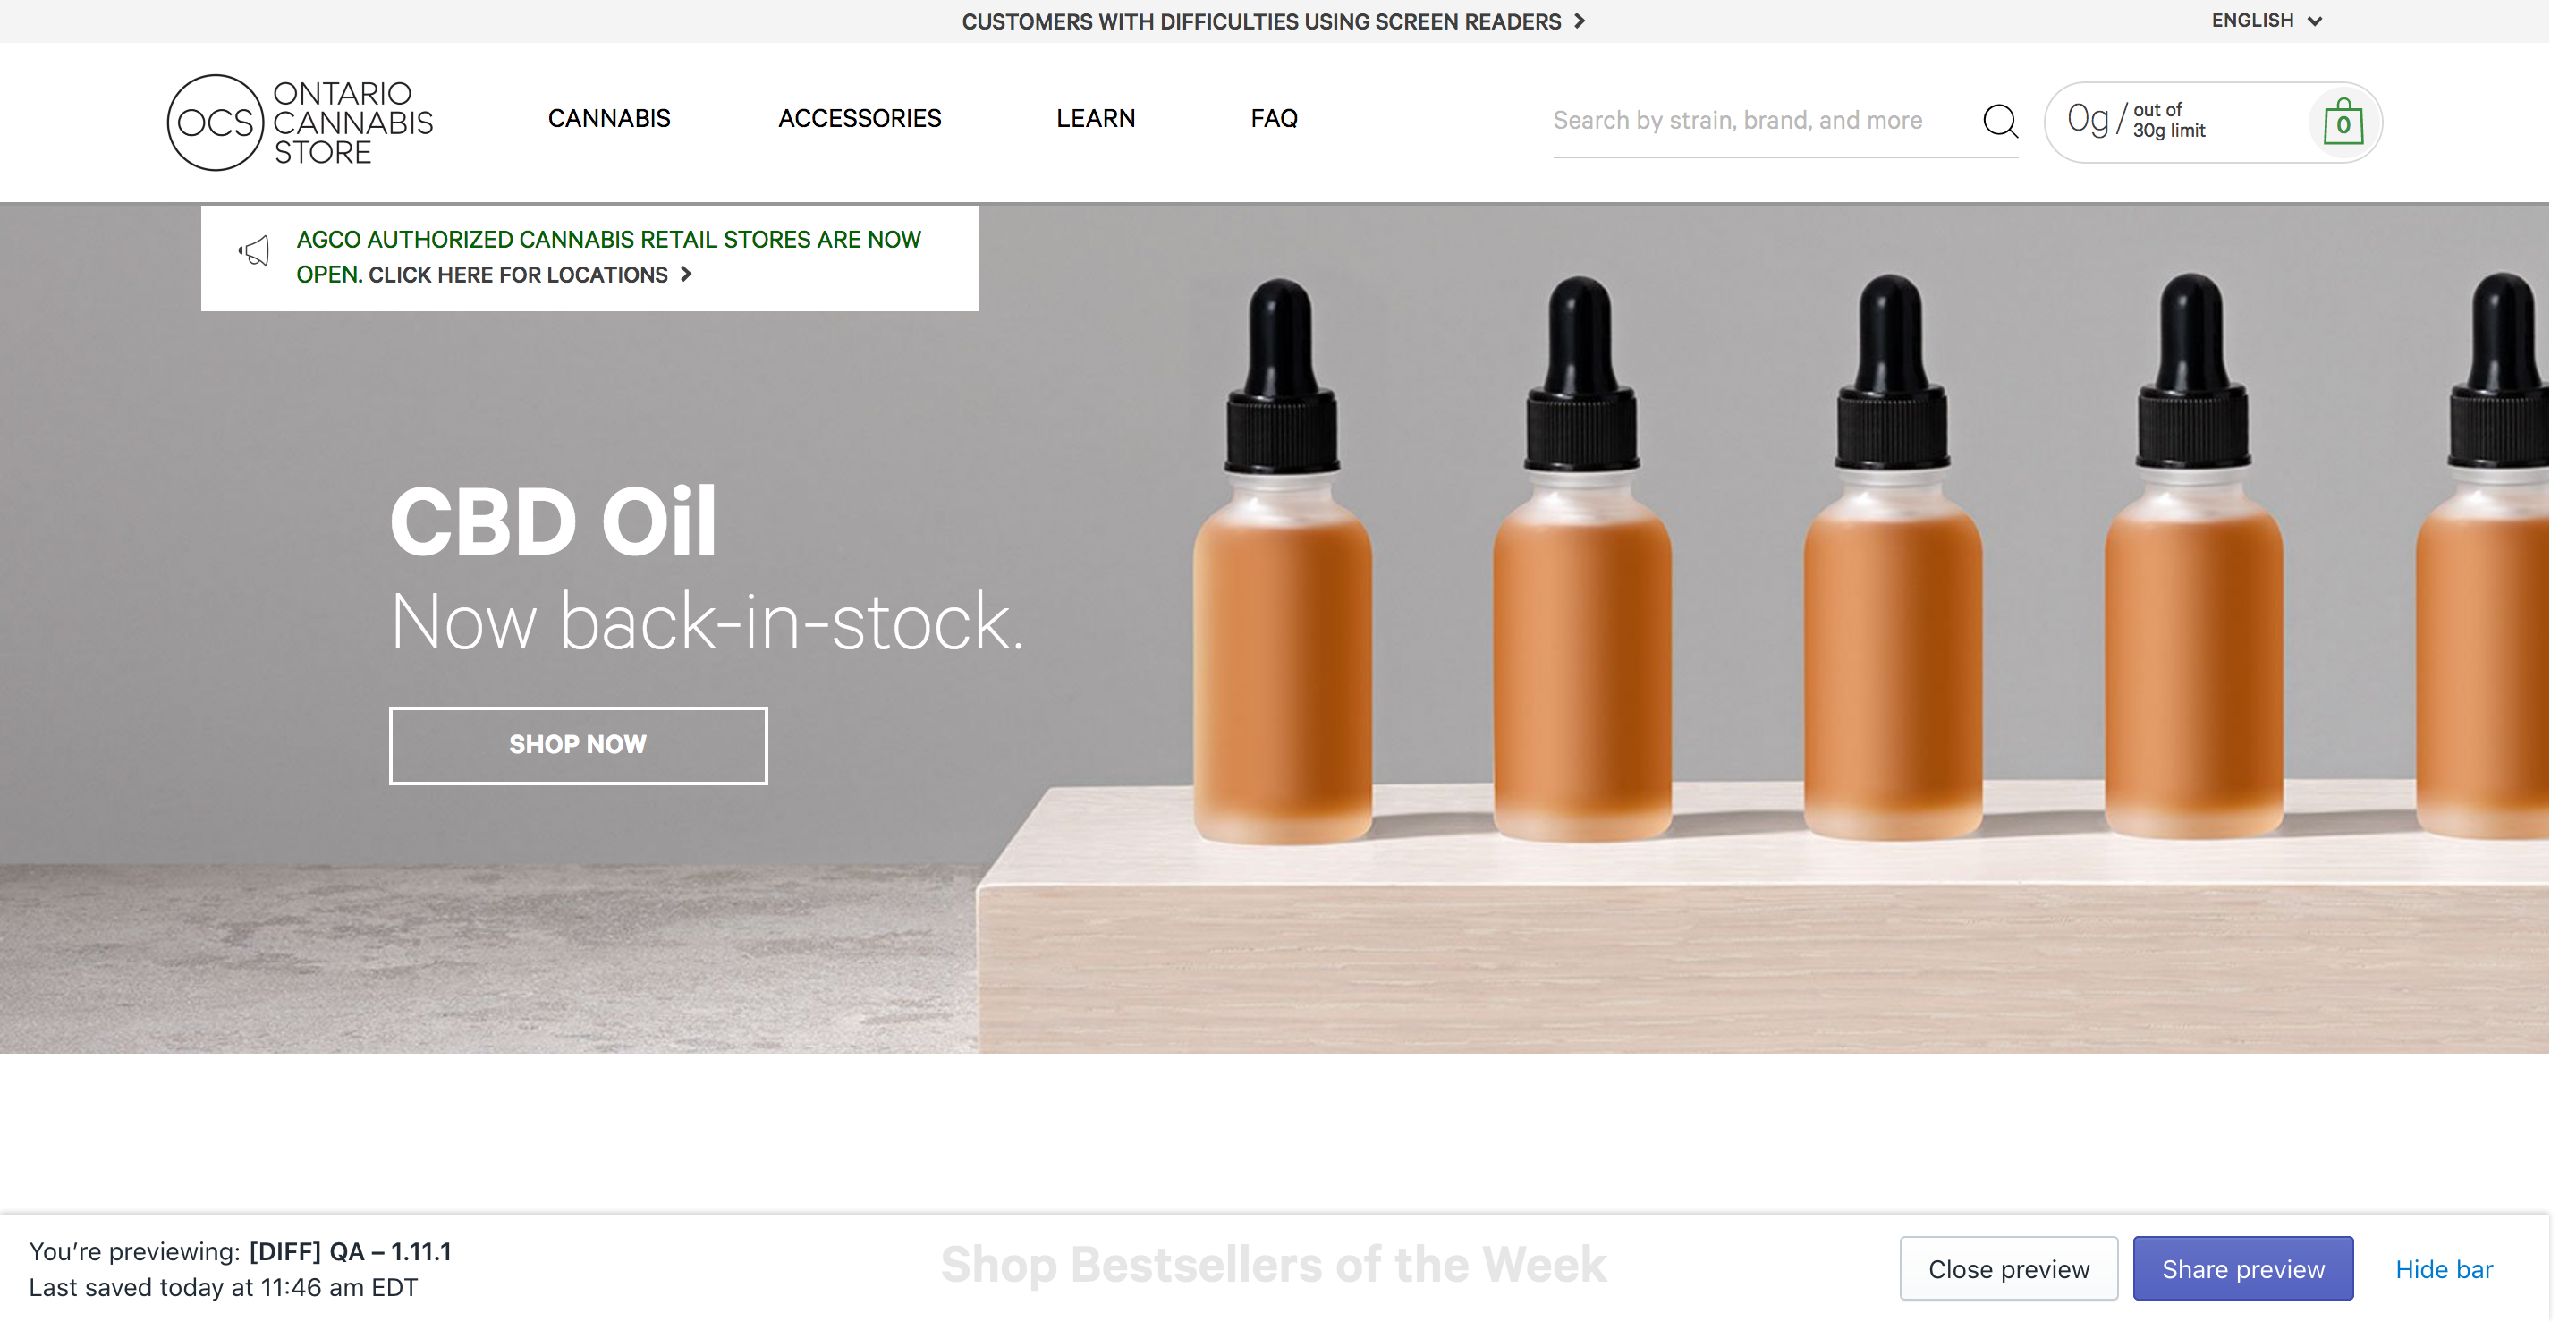 CUSTOMERS WITH DIFFICULTIES USING SCREEN READERS
ENGLISH
OCS
ONTARIO
CANNABIS
STORE
CANNABIS
ACCESSORIES
LEARN
FAQ
Search by strain, brand, and more
0g/
out of
30g limit
0
AGCO AUTHORIZED CANNABIS RETAIL STORES ARE NOW
OPEN. CLICK HERE FOR LOCATIONS
CBD Oil
Now back-in-stock.
SHOP NOW
You're previewing: [DIFF] QA – 1.11.1
Last saved today at 11:46 am EDT
Shop Bestsellers of the Week
Close preview
Share preview
Hide bar